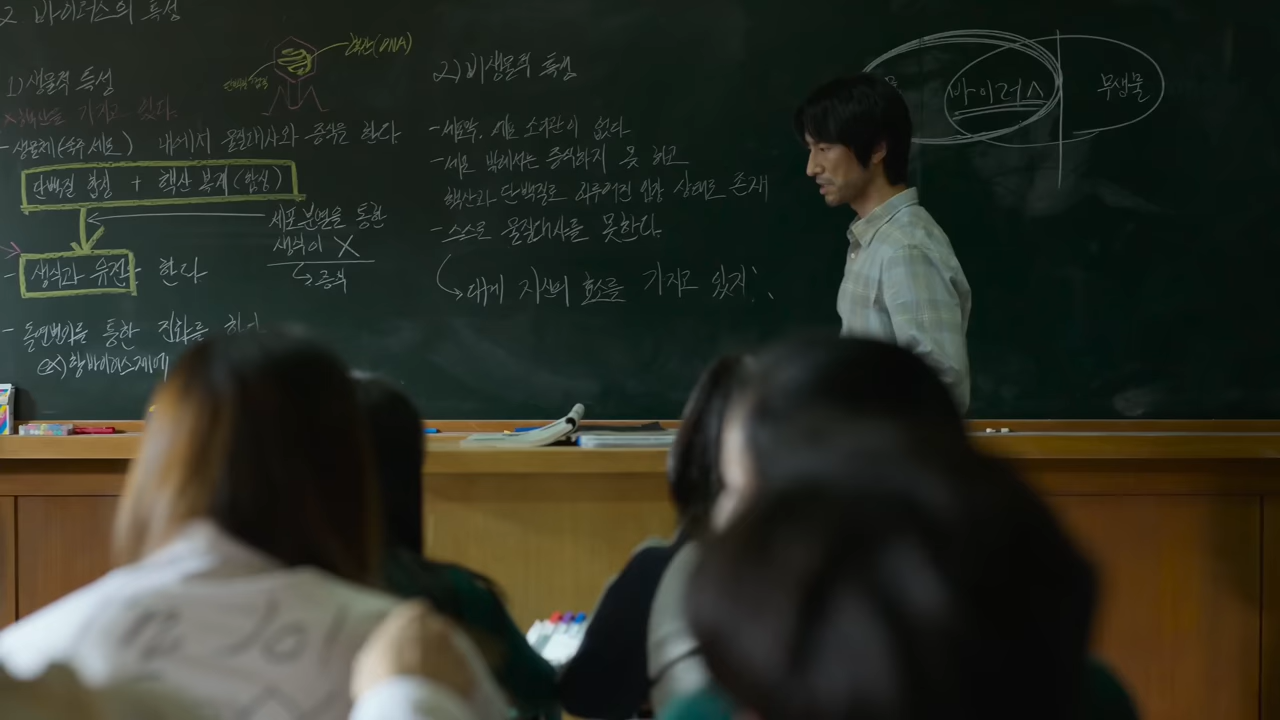 2. 바이러스의 특성
1) 생물적 특성
핵산(DNA)
*핵산을 가지고 있다.
- 생물체(숙주 세포) 내에서 물질대사와 증식을 한다.
단백질 합성 + 핵산 복제(합성)
세포분열을 통한
생식이 X
↳ 증식
- 생식과 유전 한다.
- 돌연변이를 통한 진화를 한다
ex) 항바이러스제에
2) 비생물적 특성
- 세포막, 세포 소기관이 없다.
- 세포 밖에서는 증식하지 못 하고
핵산과 단백질로 이루어진 입자 상태로 존재
- 스스로 물질대사를 못한다.
↳ 대게 자신의 효소를 가지고 있지
바이러스
무생물